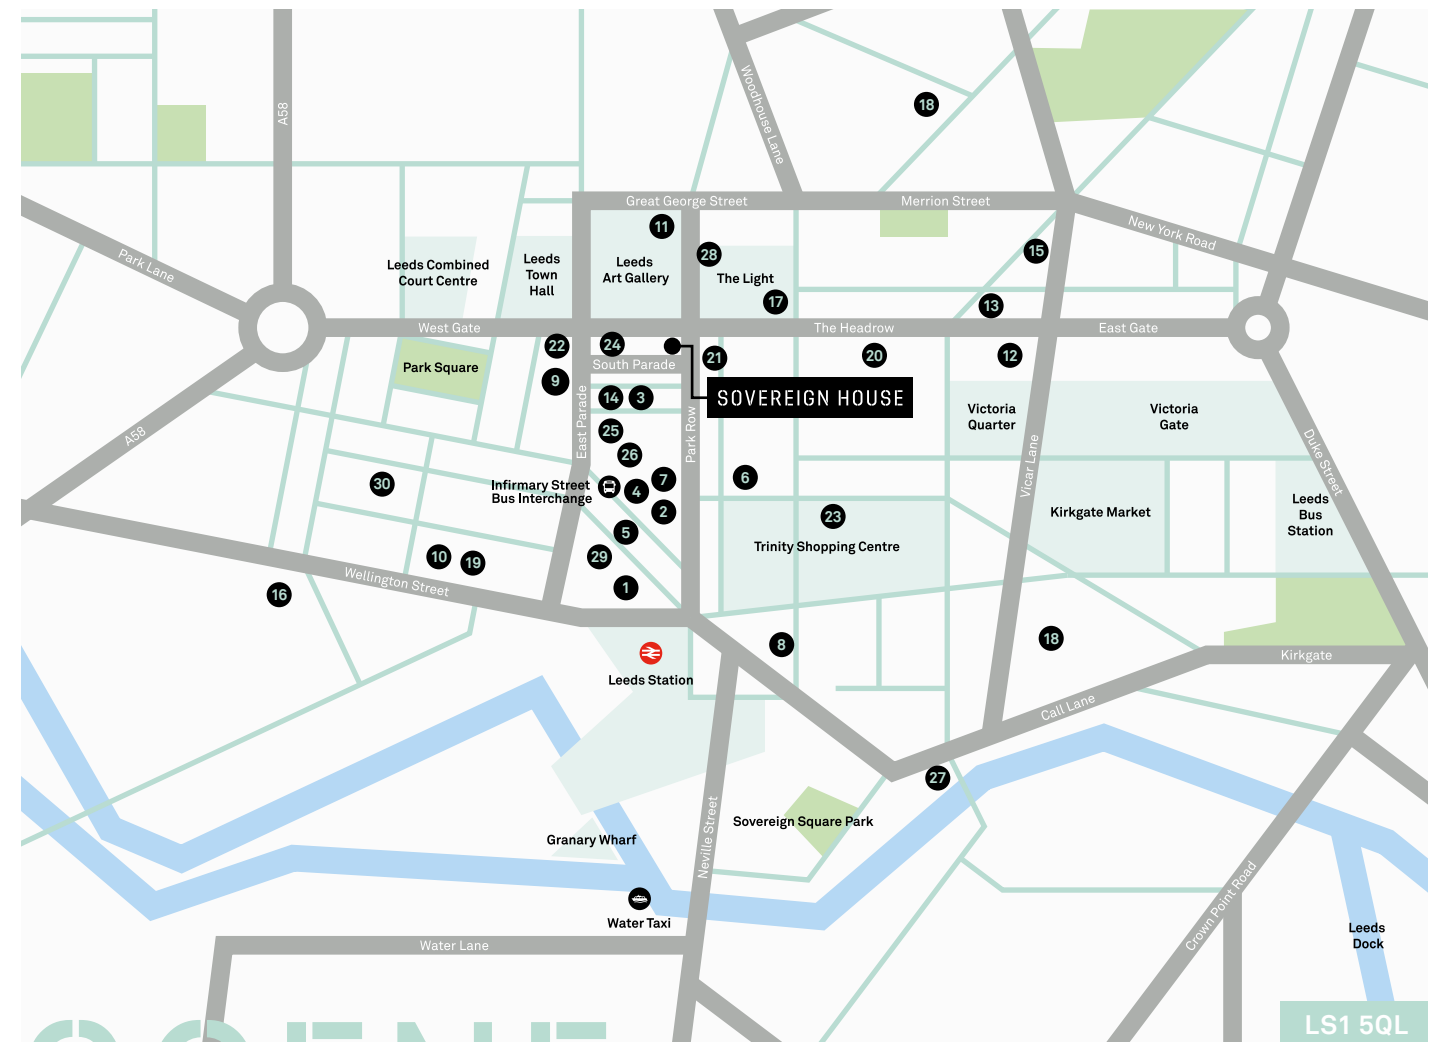 A58
Woodhouse Lane
18
Great George Street
Merrion Street
11
New York Road
Park Lane
28
15
Leeds Combined
Court Centre
Leeds
Town
Hall
Leeds
Art Gallery
The Light
17
13
West Gate
The Headrow
East Gate
22
24
21
20
12
South Parade
Park Square
9
SOVEREIGN HOUSE
14
3
East Parade
Park Row
Victoria
Quarter
Victoria
Gate
A58
25
26
Vicar Lane
Duke Street
30
Infirmary Street
Bus Interchange
4
7
6
2
23
Kirkgate Market
Leeds
Bus
Station
5
Trinity Shopping Centre
10
19
29
Wellington Street
16
1
8
18
Leeds Station
Kirkgate
Call Lane
27
Neville Street
Sovereign Square Park
Granary Wharf
Water Taxi
Crown Point Road
Water Lane
Leeds
Dock
LS1 5QL